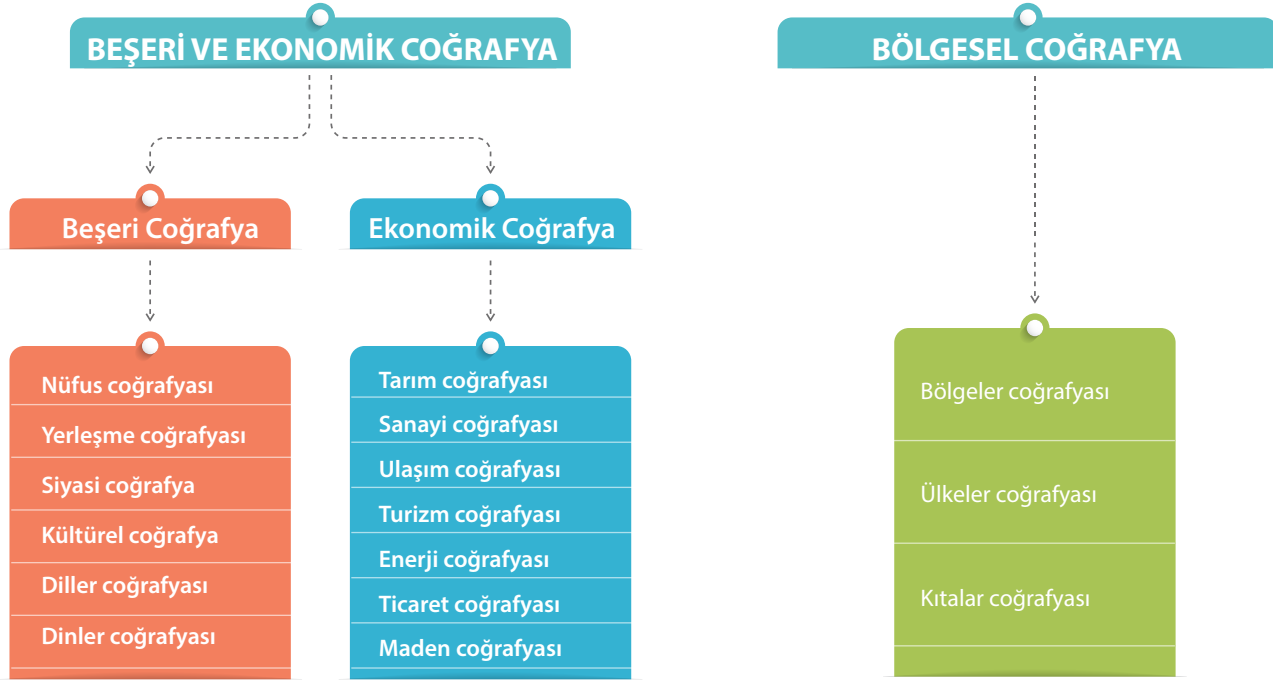 BEŞERİ VE EKONOMİK COĞRAFYA
BÖLGESEL COĞRAFYA
Beşeri Coğrafya
Ekonomik Coğrafya
Nüfus coğrafyası
Yerleşme coğrafyası
Siyasi coğrafya
Kültürel coğrafya
Diller coğrafyası
Dinler coğrafyası
Tarım coğrafyası
Sanayi coğrafyası
Ulaşım coğrafyası
Turizm coğrafyası
Enerji coğrafyası
Ticaret coğrafyası
Maden coğrafyası
Bölgeler coğrafyası
Ülkeler coğrafyası
Kıtalar coğrafyası